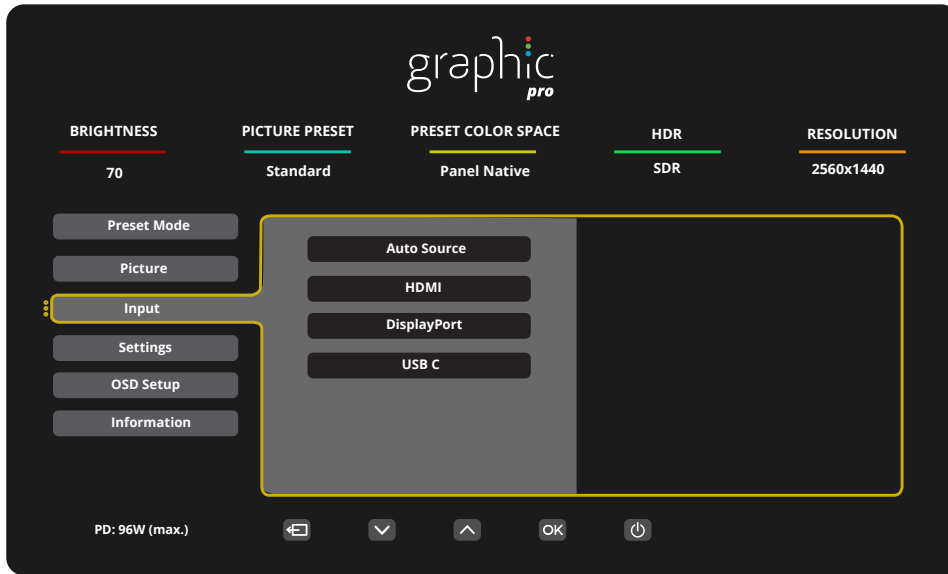 graphic
pro
BRIGHTNESS
PICTURE PRESET
PRESET COLOR SPACE
HDR
RESOLUTION
70
Standard
Panel Native
SDR
2560x1440
Preset Mode
Picture
Input
Settings
OSD Setup
Information
Auto Source
HDMI
DisplayPort
USB C
PD: 96W (max.)
OK